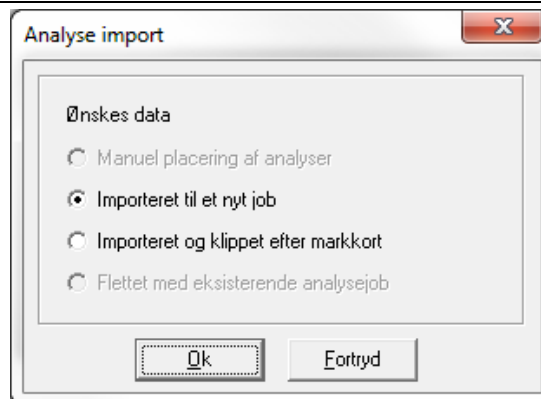 Analyse import
Ønskes data
Manuel placering af analyser
Importeret til et nyt job
Importeret og klippet efter markkort
Flettet med eksisterende analysejob
Ok
Fortryd